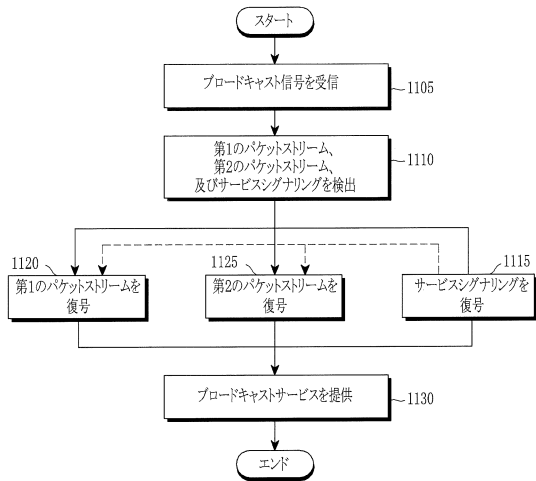 スタート
ブロードキャスト信号を受信
1105
第1のパケットストリーム、
第2のパケットストリーム、
及びサービスシグナリングを検出
1110
1120
第1のパケットストリームを
復号
1125
第2のパケットストリームを
復号
1115
サービスシグナリングを
復号
ブロードキャストサービスを提供
1130
エンド